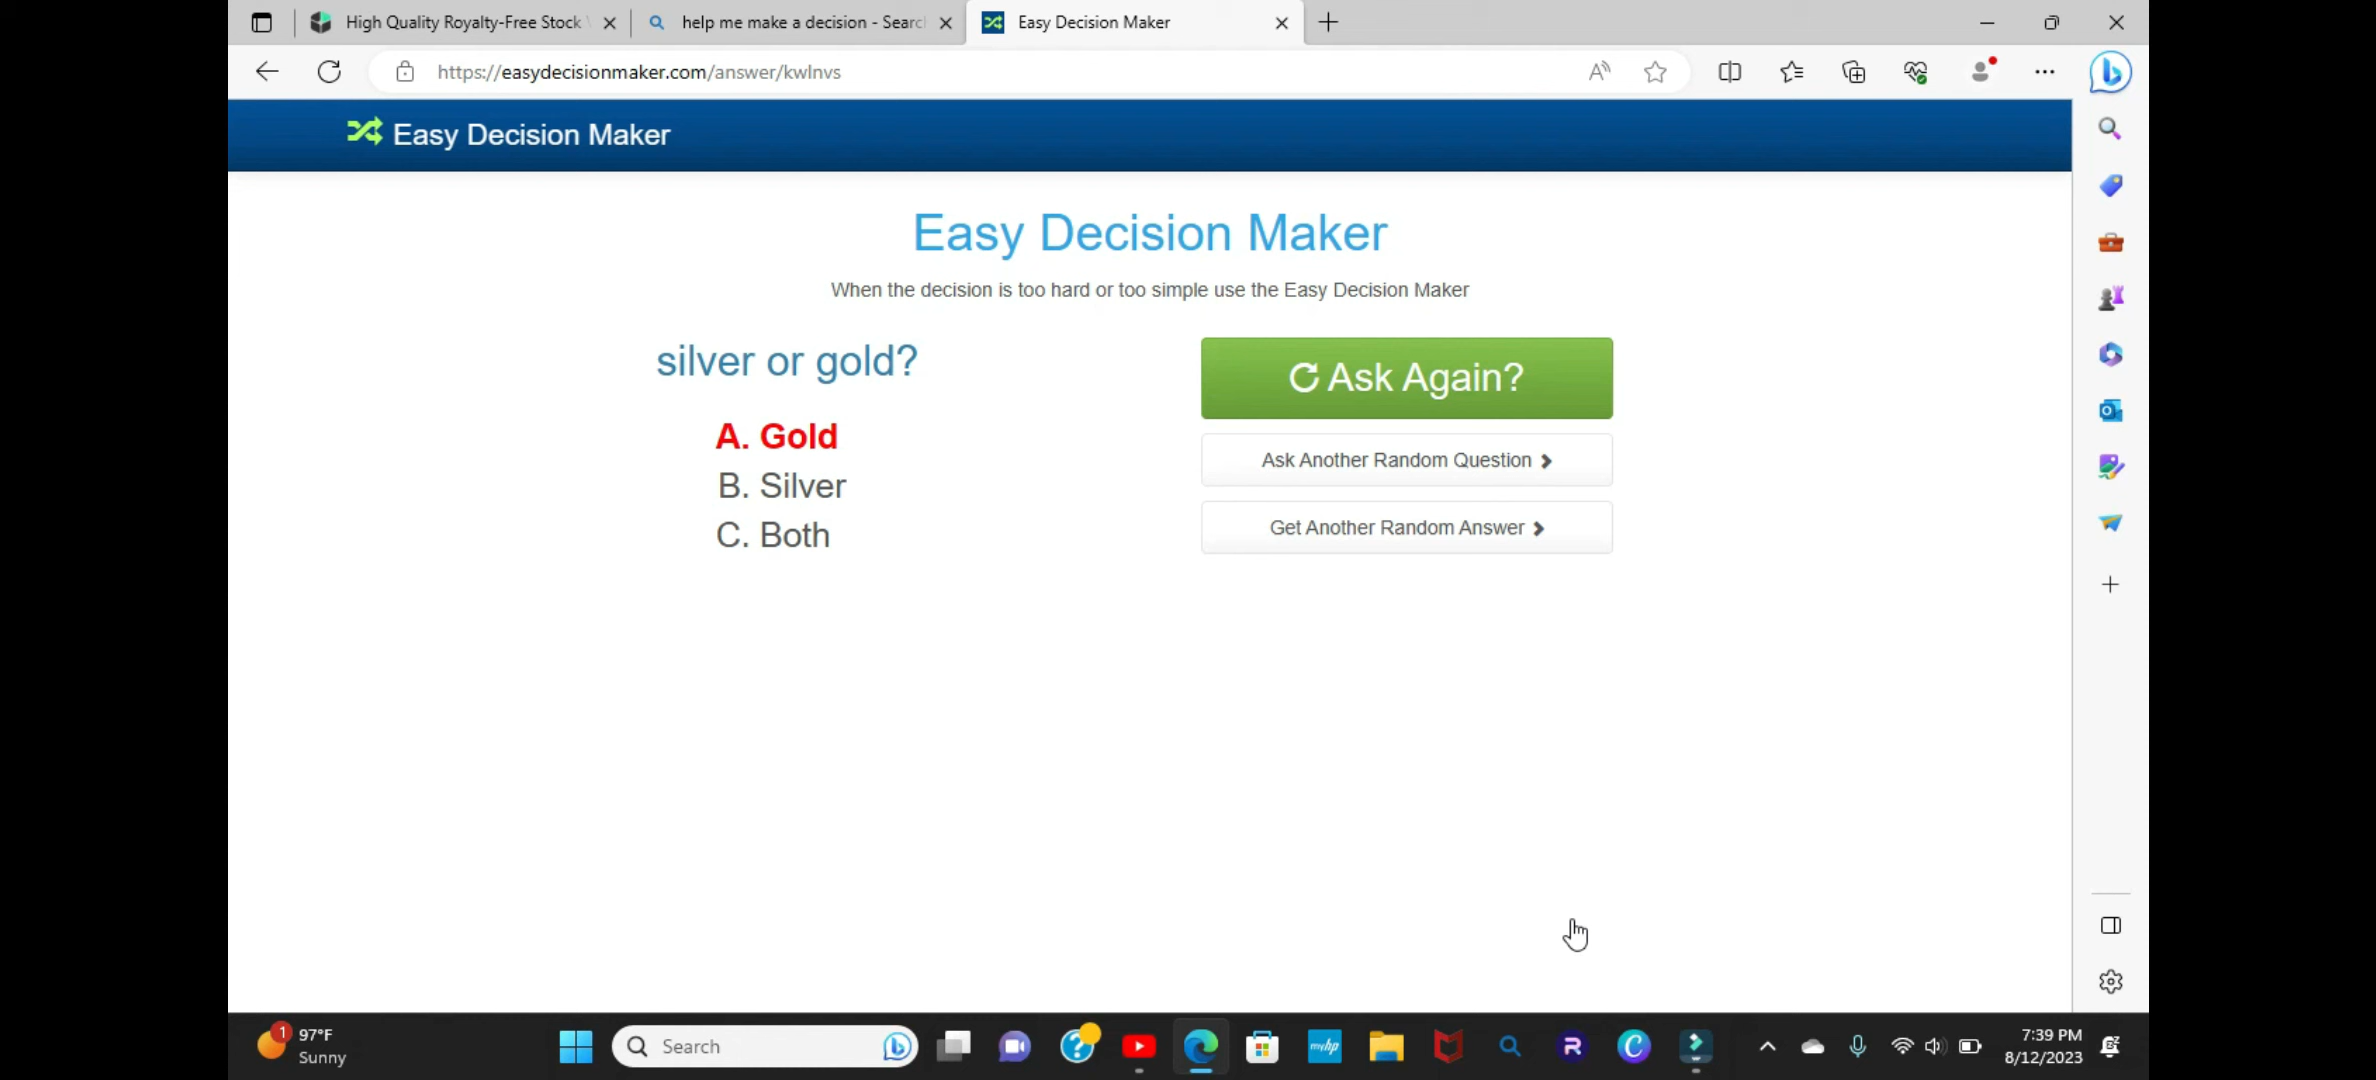 High Quality Royalty-Free Stock
help me make a decision - Searc
Easy Decision Maker
https://easydecisionmaker.com/answer/kwlnvs
Easy Decision Maker
Easy Decision Maker
When the decision is too hard or too simple use the Easy Decision Maker
silver or gold?
A. Gold
B. Silver
C. Both
Ask Again?
Ask Another Random Question
Get Another Random Answer
1
97°F
Sunny
Search
myhp
R
7:39 PM
8/12/2023